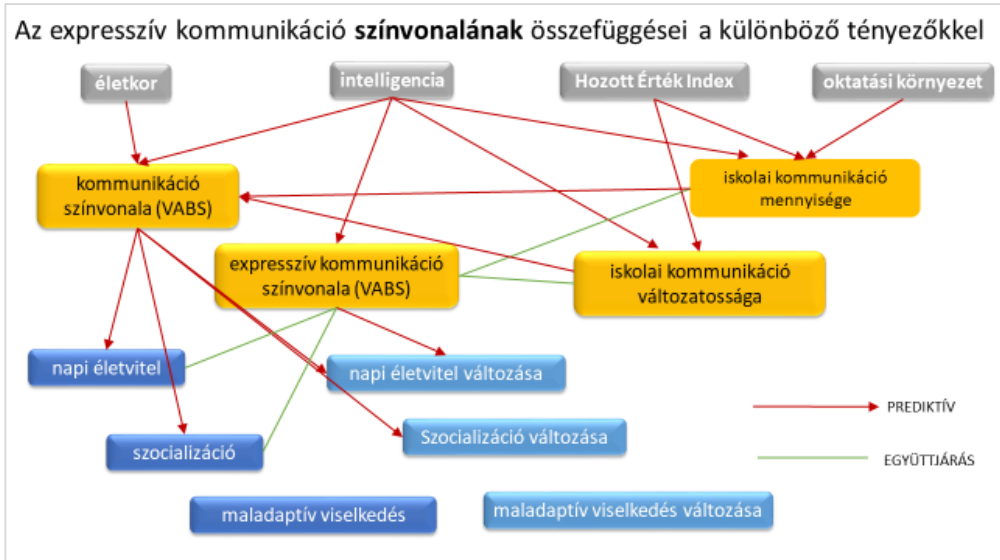 Az expresszív kommunikáció színvonalának összefüggései a különböző tényezőkkel
életkor
intelligencia
Hozott Érték Index
oktatási környezet
kommunikáció
színvonala (VABS)
iskolai kommunikáció
mennyisége
expresszív kommunikáció
színvonala (VABS)
iskolai kommunikáció
változatossága
napi életvitel
napi életvitel változása
PREDIKTÍV
szocializáció
Szocializáció változása
EGYÜTTJÁRÁS
maladaptív viselkedés
maladaptív viselkedés változása